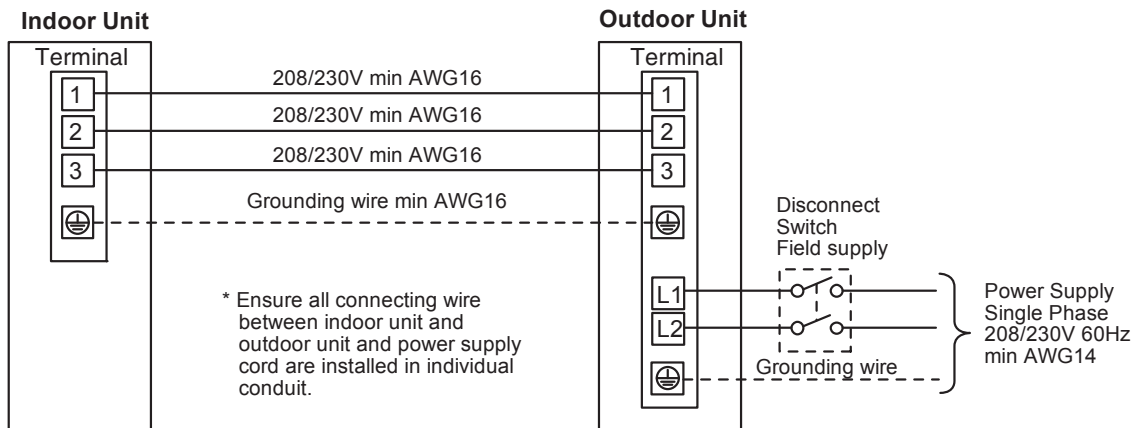 Indoor Unit
Outdoor Unit
Terminal
Terminal
1
208/230V min AWG16
1
2
208/230V min AWG16
2
3
208/230V min AWG16
3
Grounding wire min AWG16
Disconnect
Switch
Field supply
* Ensure all connecting wire
between indoor unit and
outdoor unit and power supply
cord are installed in individual
conduit.
L1
L2
Grounding wire
Power Supply
Single Phase
208/230V 60Hz
min AWG14